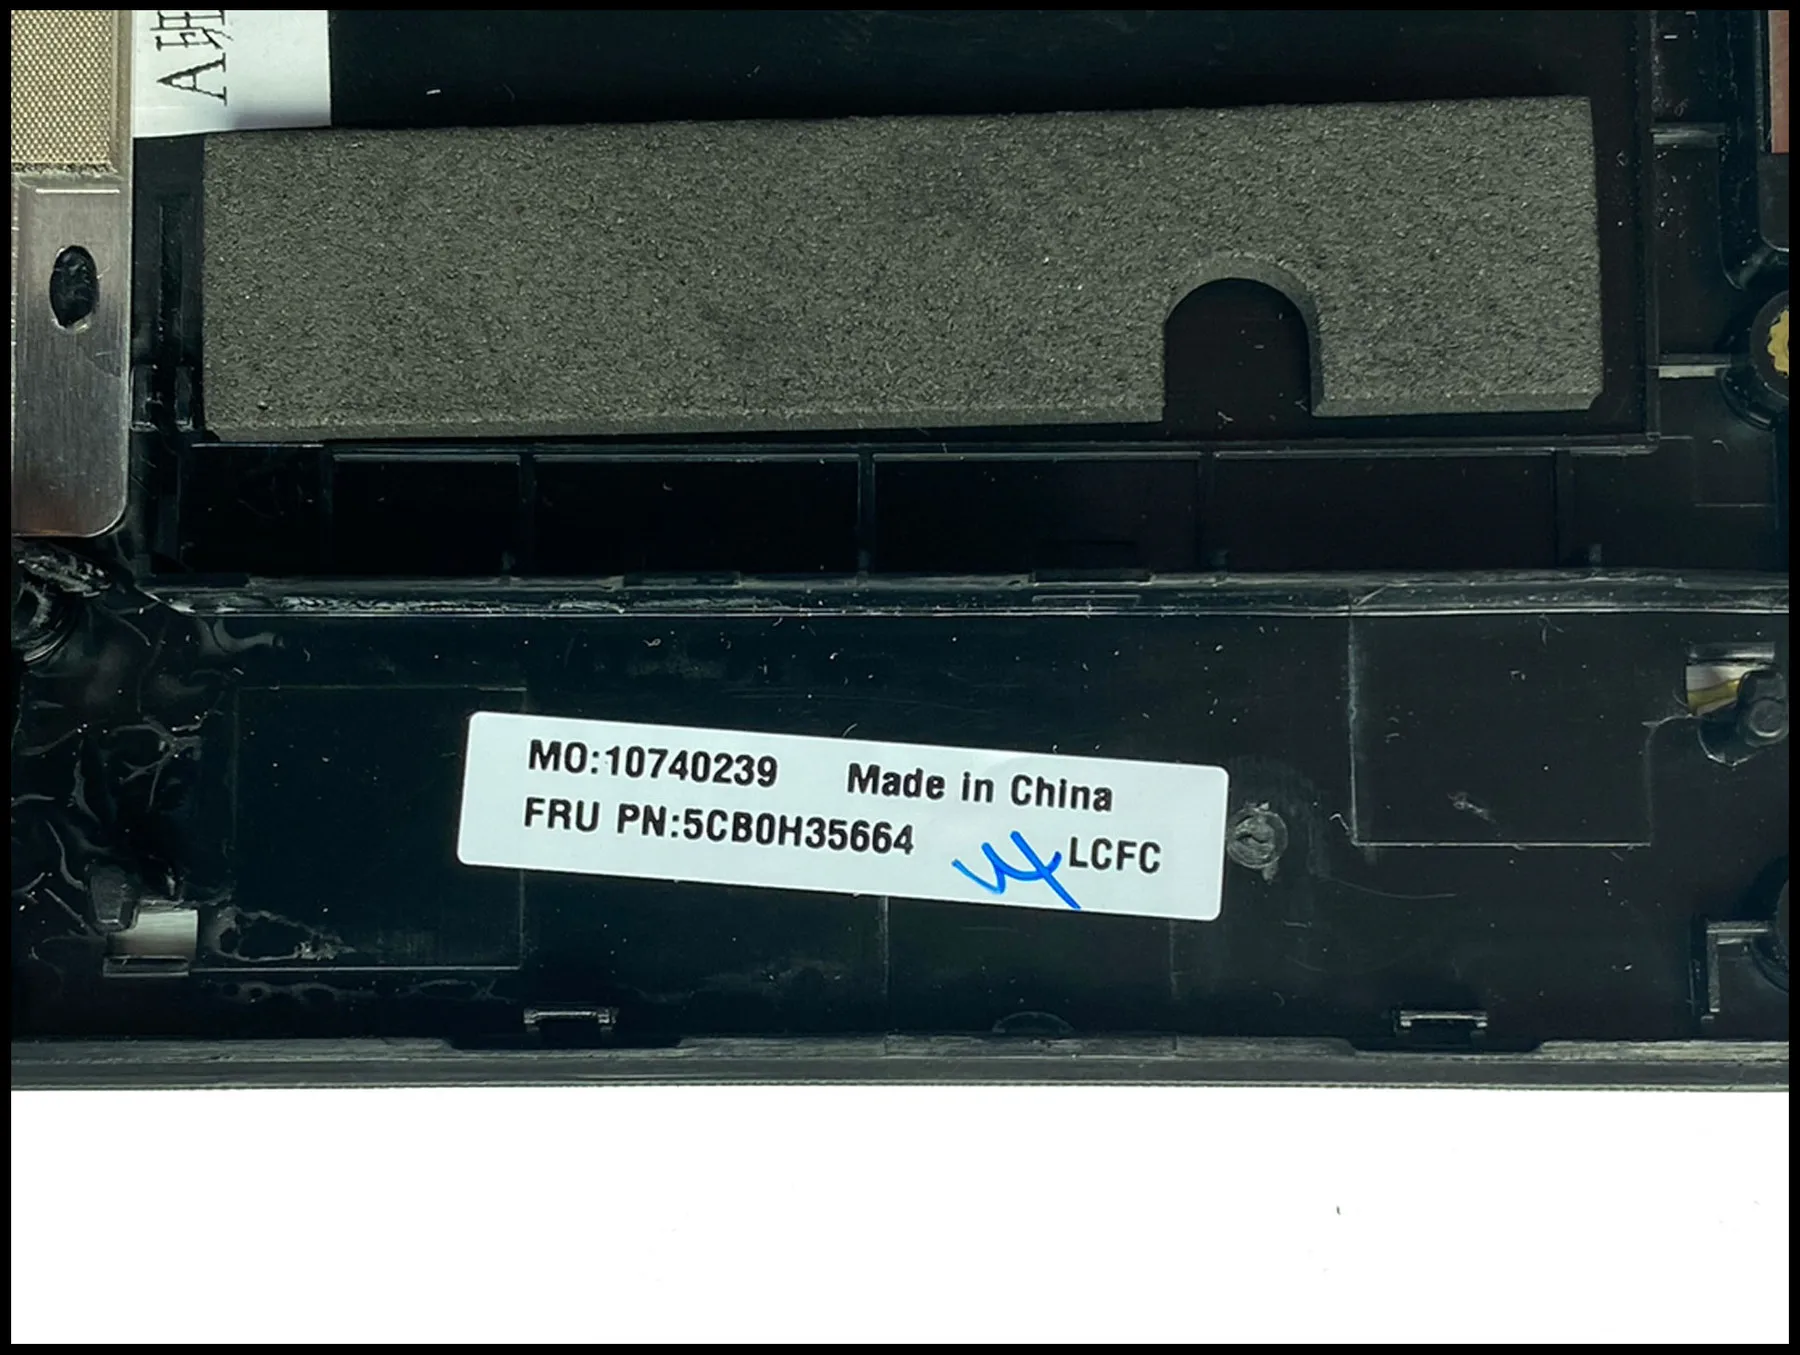 MO:10740239 Made in China
FRU PN:5CB0H35664
LCFC